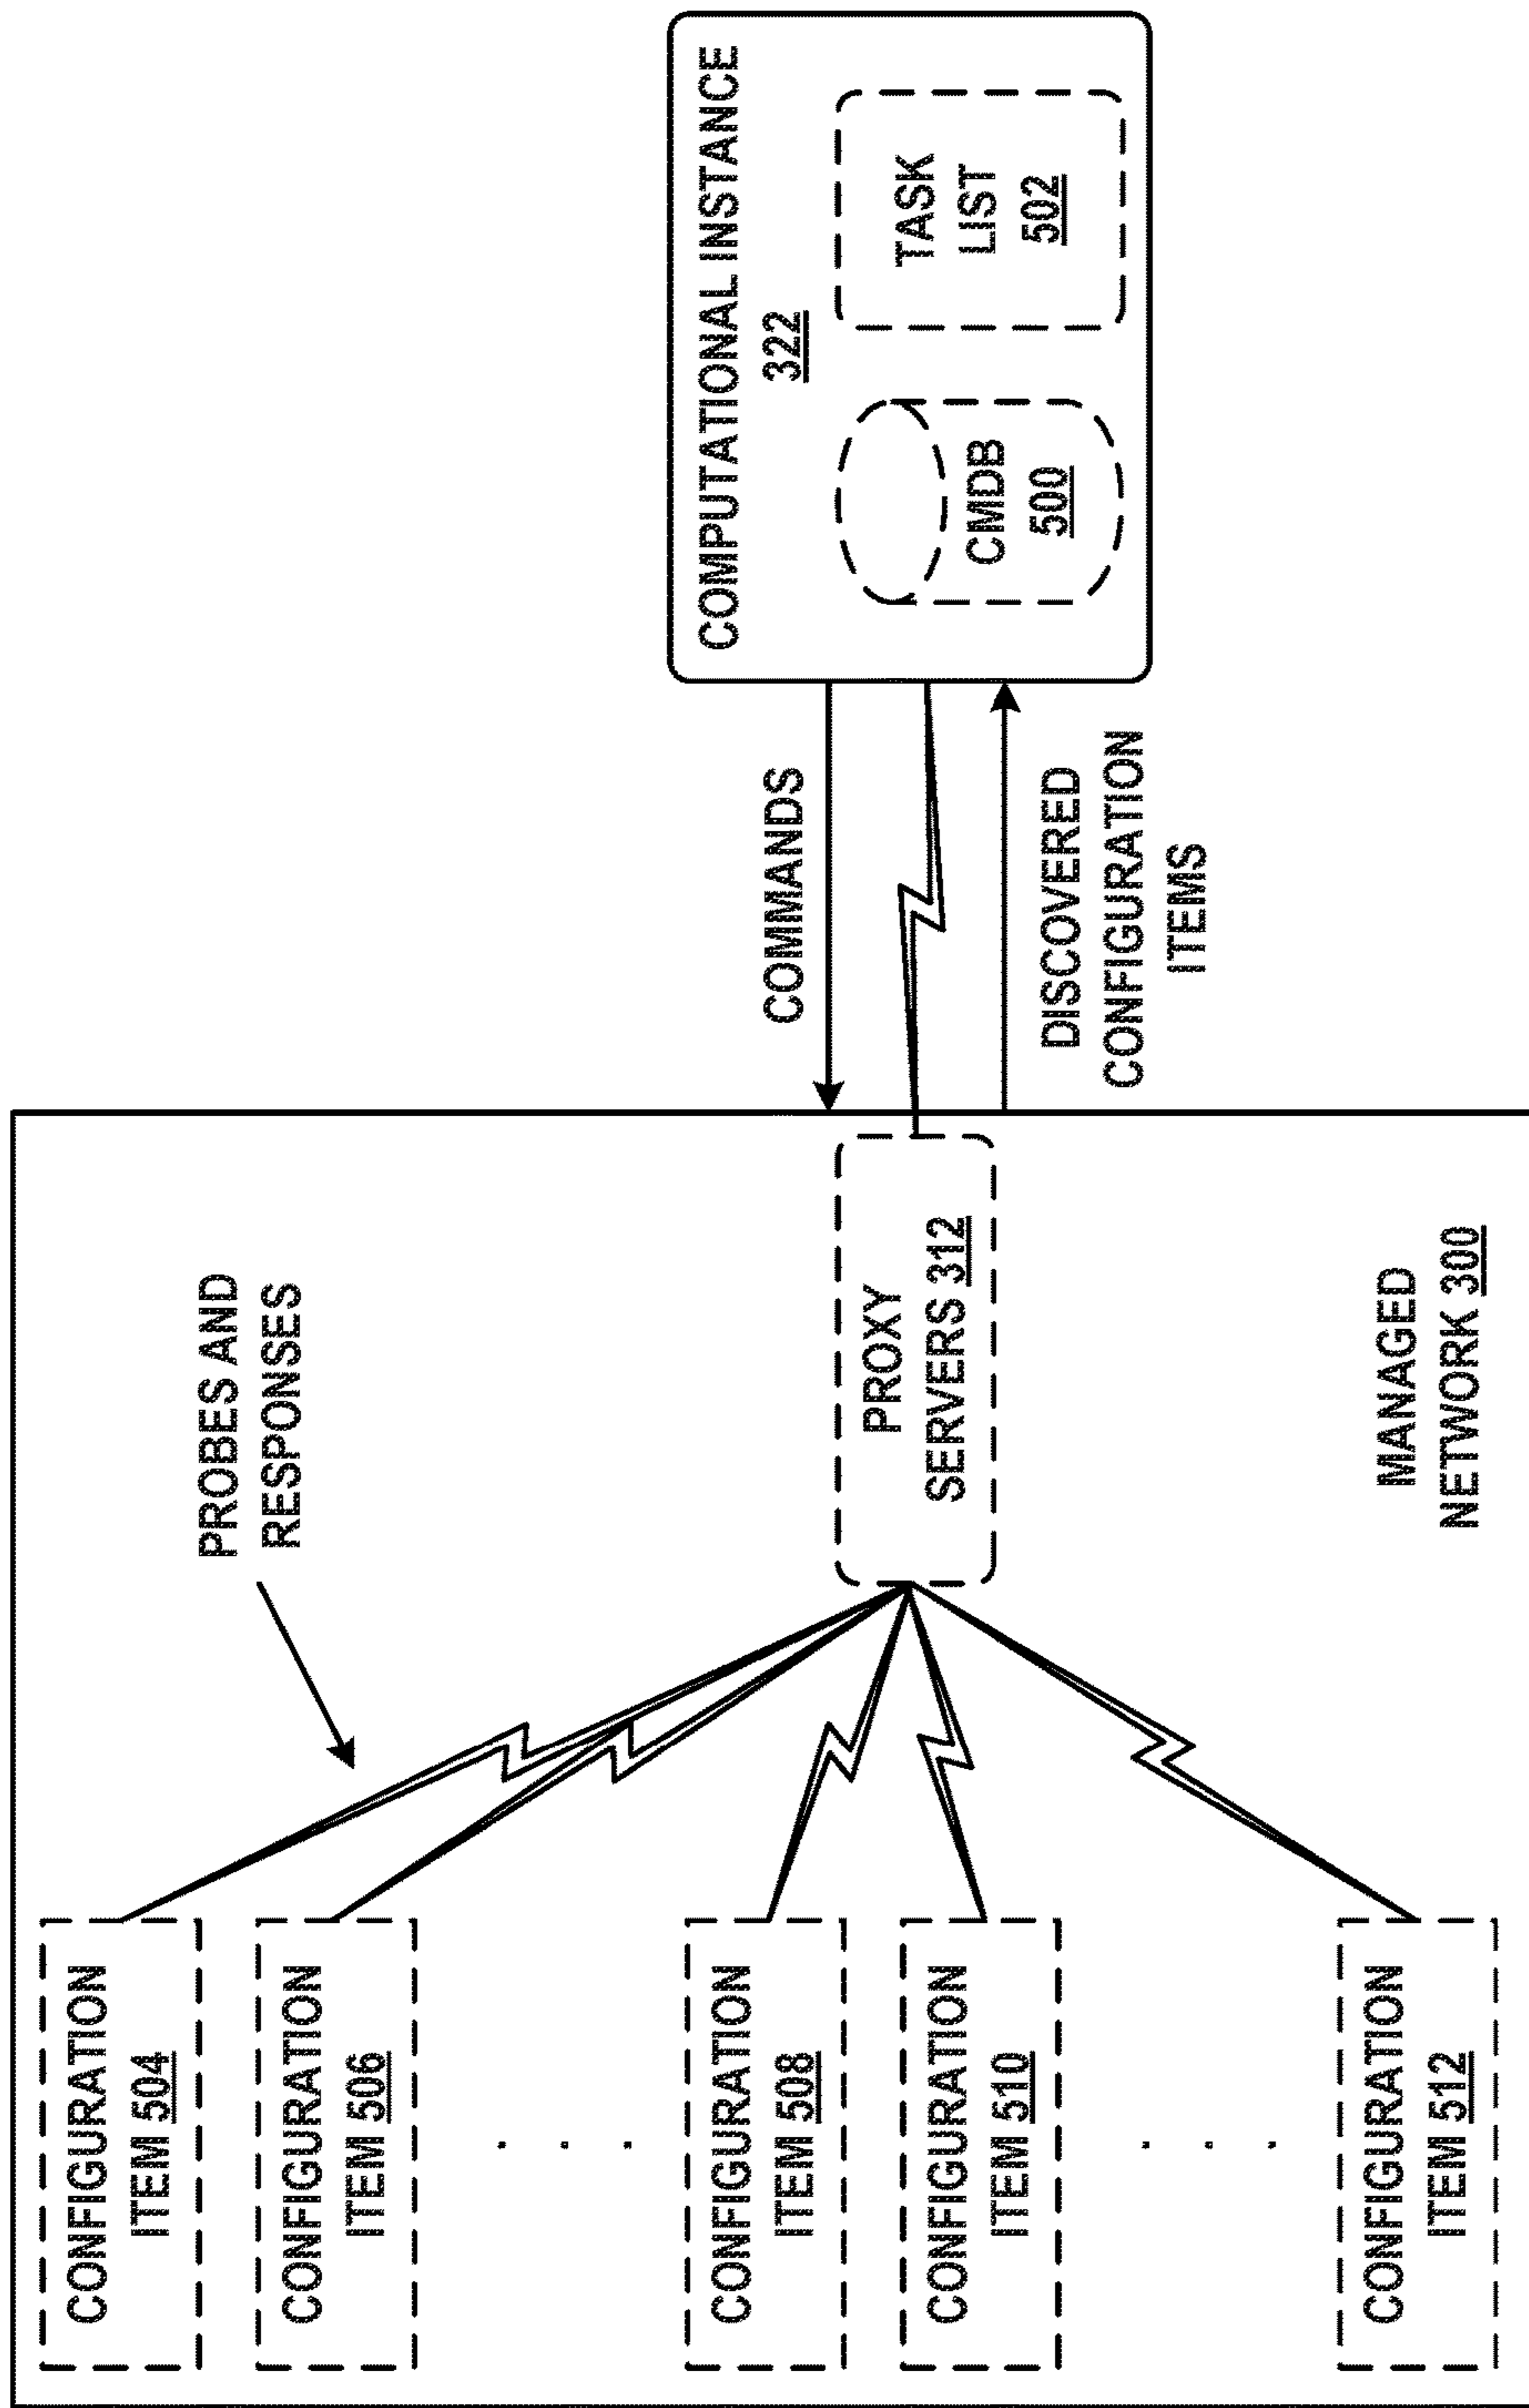 CONFIGURATION
ITEM 504
CONFIGURATION
ITEM 506
. . .
CONFIGURATION
ITEM 508
CONFIGURATION
ITEM 510
. . .
CONFIGURATION
ITEM 512
PROBES AND
RESPONSES
PROXY
SERVERS 312
MANAGED
NETWORK 300
COMMANDS
DISCOVERED
CONFIGURATION
ITEMS
COMPUTATIONAL INSTANCE
322
CMDB
500
TASK
LIST
502